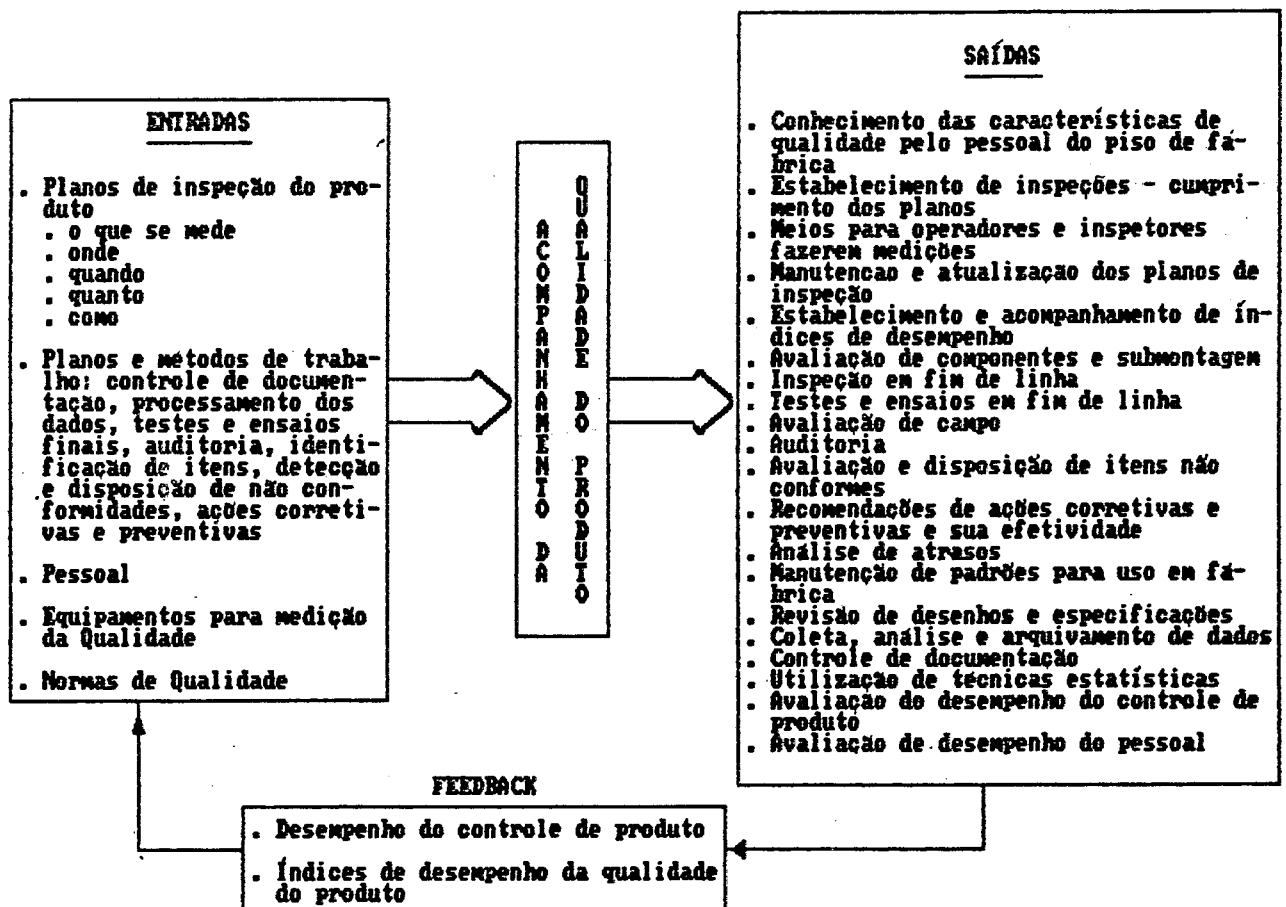 ENTRADAS
. Planos de inspeção do pro-
duto
. o que se mede
. onde
. quando
. quanto
. como
. Planos e métodos de traba-
lho: controle de documen-
tação, processamento dos
dados, testes e ensaios
finais, auditoria, identi-
ficação de itens, detecção
e disposição de não con-
formidades, ações correti-
vas e preventivas
. Pessoal
. Equipamentos para medição
da Qualidade
. Normas de Qualidade
ACOMPANHAMENTO DA
QUALIDADE DO PRODUTO
SAÍDAS
. Conhecimento das características de
qualidade pelo pessoal do piso de fá-
brica
. Estabelecimento de inspeções - cumpri-
mento dos planos
. Meios para operadores e inspetores
fazerem medições
. Manutencao e atualização dos planos de
inspeção
. Estabelecimento e acompanhamento de ín-
dices de desempenho
. Avaliação de componentes e submontagem
. Inspeção em fim de linha
. Testes e ensaios em fim de linha
. Avaliação de campo
. Auditoria
. Avaliação e disposição de itens não
conformes
. Recomendações de ações corretivas e
preventivas e sua efetividade
. Análise de atrasos
. Manutenção de padrões para uso em fá-
brica
. Revisão de desenhos e especificações
. Coleta, análise e arquivamento de dados
. Controle de documentação
. Utilização de técnicas estatísticas
. Avaliação do desempenho do controle de
produto
. Avaliação de desempenho do pessoal
FEEDBACK
. Desempenho do controle de produto
. Índices de desempenho da qualidade
do produto